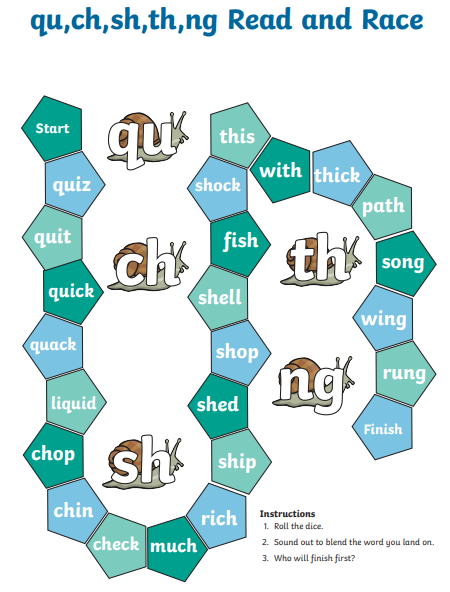 qu,ch,sh,th,ng Read and Race
Start
quiz
quit
quick
quack
liquid
chop
chin
check
much
rich
ship
shed
shop
shell
fish
shock
this
with
thick
path
song
wing
rung
Finish
qu
ch
sh
th
ng
Instructions
1. Roll the dice.
2. Sound out to blend the word you land on.
3. Who will finish first?